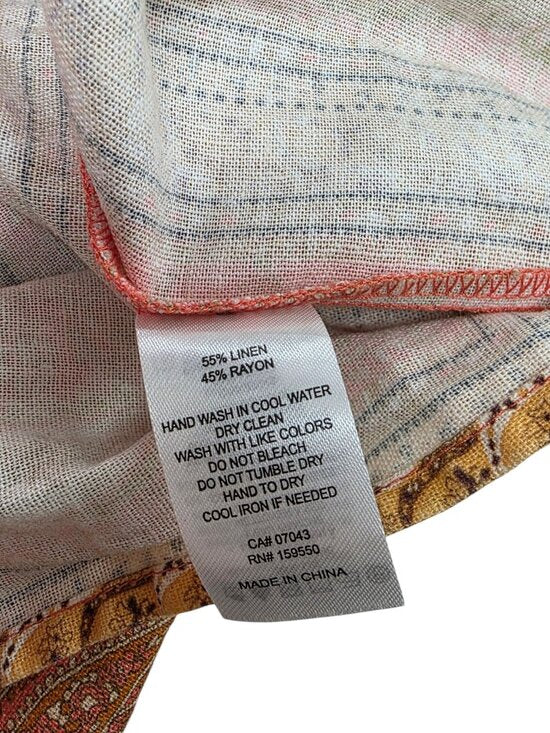 55% LINEN
45% RAYON
HAND WASH IN COOL WATER
DRY CLEAN
WASH WITH LIKE COLORS
DO NOT BLEACH
DO NOT TUMBLE DRY
HAND TO DRY
COOL IRON IF NEEDED
CA# 07043
RN# 159550
MADE IN CHINA